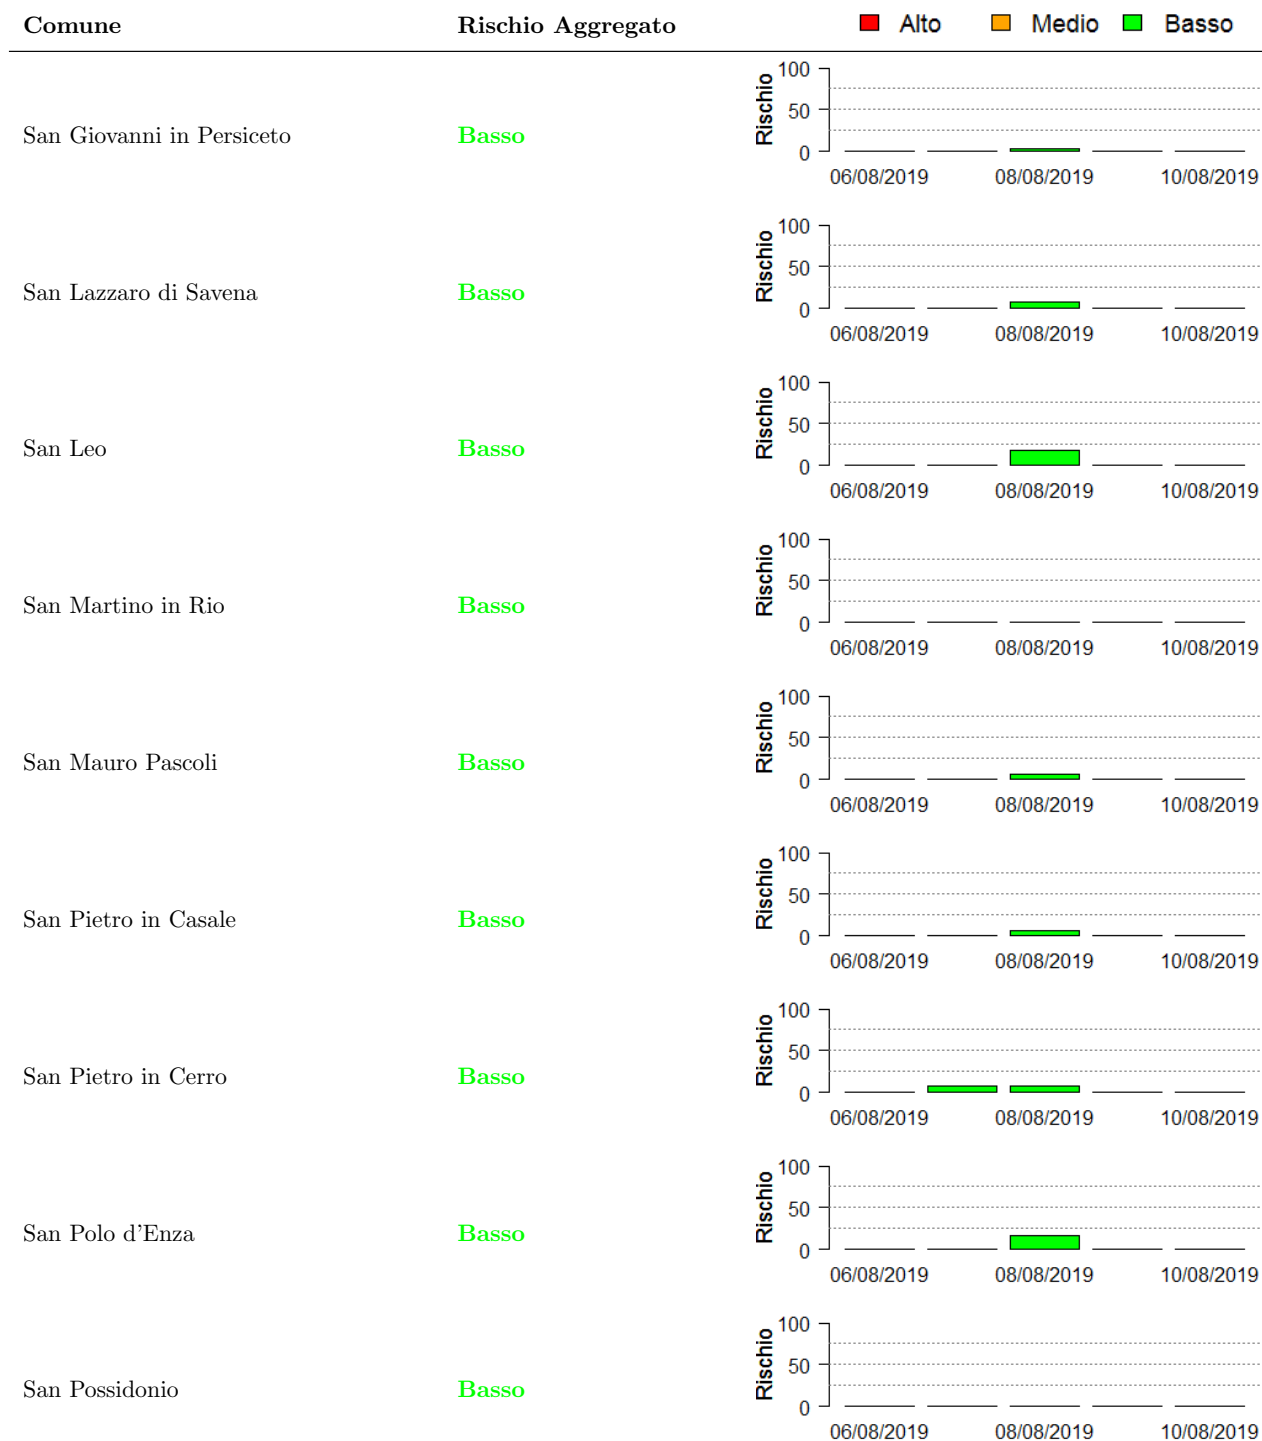 Comune Rischio Aggregato Alto Medio Basso
San Giovanni in Persiceto Basso
Rischio
100
50
0
06/08/2019 08/08/2019 10/08/2019
San Lazzaro di Savena Basso
Rischio
100
50
0
06/08/2019 08/08/2019 10/08/2019
San Leo Basso
Rischio
100
50
0
06/08/2019 08/08/2019 10/08/2019
San Martino in Rio Basso
Rischio
100
50
0
06/08/2019 08/08/2019 10/08/2019
San Mauro Pascoli Basso
Rischio
100
50
0
06/08/2019 08/08/2019 10/08/2019
San Pietro in Casale Basso
Rischio
100
50
0
06/08/2019 08/08/2019 10/08/2019
San Pietro in Cerro Basso
Rischio
100
50
0
06/08/2019 08/08/2019 10/08/2019
San Polo d'Enza Basso
Rischio
100
50
0
06/08/2019 08/08/2019 10/08/2019
San Possidonio Basso
Rischio
100
50
0
06/08/2019 08/08/2019 10/08/2019